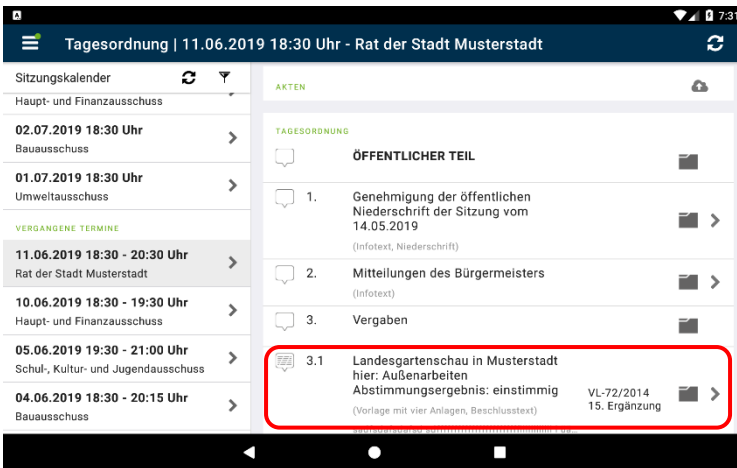 7:31
Tagesordnung | 11.06.2019 18:30 Uhr - Rat der Stadt Musterstadt
Sitzungskalender
Haupt- und Finanzausschuss
02.07.2019 18:30 Uhr
Bauausschuss
01.07.2019 18:30 Uhr
Umweltausschuss
VERGANGENE TERMINE
11.06.2019 18:30 - 20:30 Uhr
Rat der Stadt Musterstadt
10.06.2019 18:30 - 19:30 Uhr
Haupt- und Finanzausschuss
05.06.2019 19:30 - 21:00 Uhr
Schul-, Kultur- und Jugendausschuss
04.06.2019 18:30 - 20:15 Uhr
Bauausschuss
AKTEN
TAGESORDNUNG
ÖFFENTLICHER TEIL
1. Genehmigung der öffentlichen
Niederschrift der Sitzung vom
14.05.2019
(Infotext, Niederschrift)
2. Mitteilungen des Bürgermeisters
(Infotext)
3. Vergaben
3.1 Landesgartenschau in Musterstadt
hier: Außenarbeiten
Abstimmungsergebnis: einstimmig
(Vorlage mit vier Anlagen, Beschlusstext)
VL-72/2014
15. Ergänzung